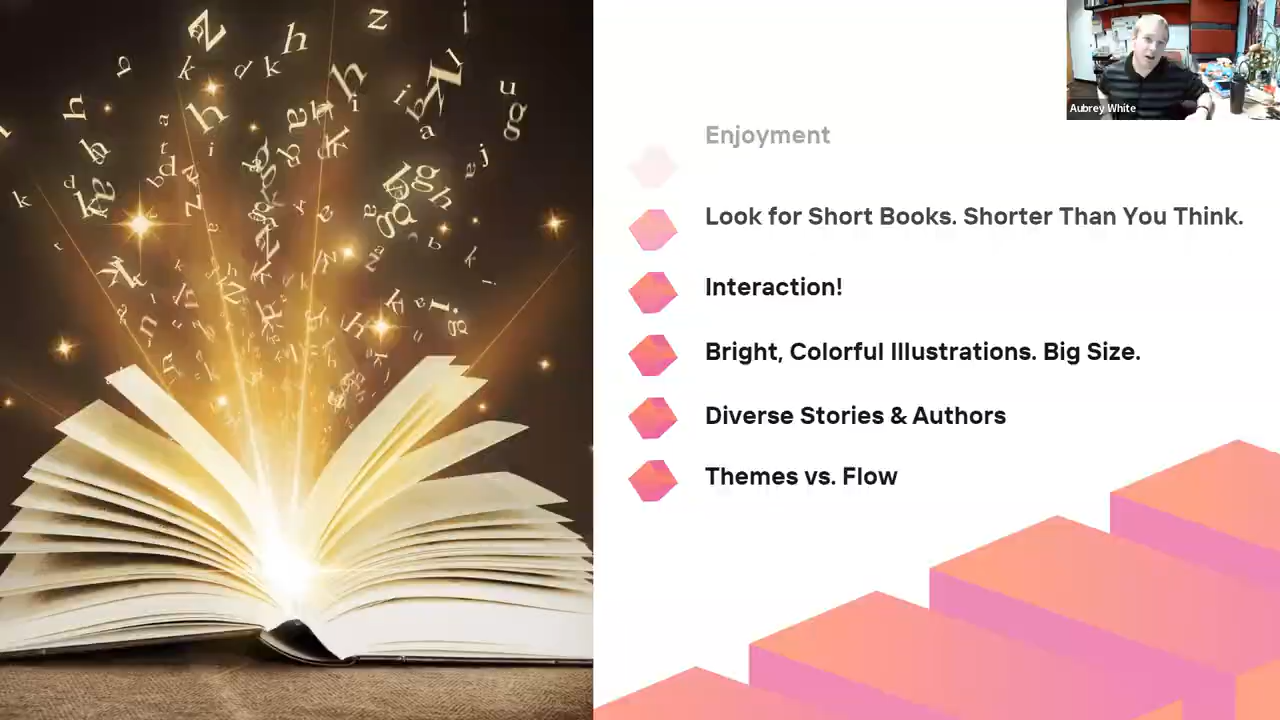 Aubrey White
Enjoyment
Look for Short Books. Shorter Than You Think.
Interaction!
Bright, Colorful Illustrations. Big Size.
Diverse Stories & Authors
Themes vs. Flow